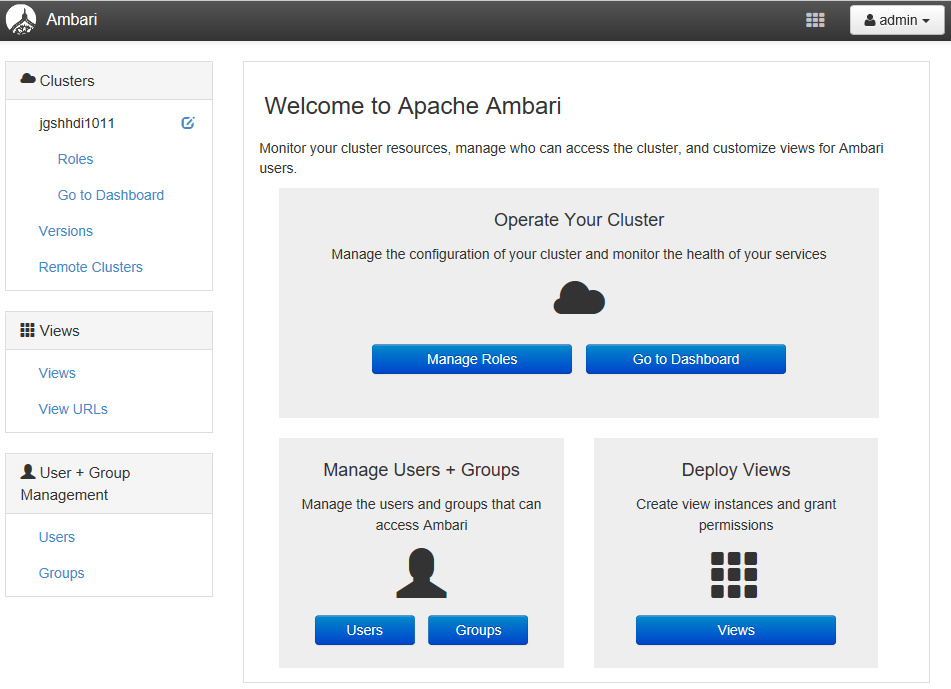 Ambari
admin
Clusters
jgshhdi1011
Roles
Go to Dashboard
Versions
Remote Clusters
Views
Views
View URLs
User + Group
Management
Users
Groups
Welcome to Apache Ambari
Monitor your cluster resources, manage who can access the cluster, and customize views for Ambari
users.
Operate Your Cluster
Manage the configuration of your cluster and monitor the health of your services
Manage Roles
Go to Dashboard
Manage Users + Groups
Manage the users and groups that can
access Ambari
Users
Groups
Deploy Views
Create view instances and grant
permissions
Views